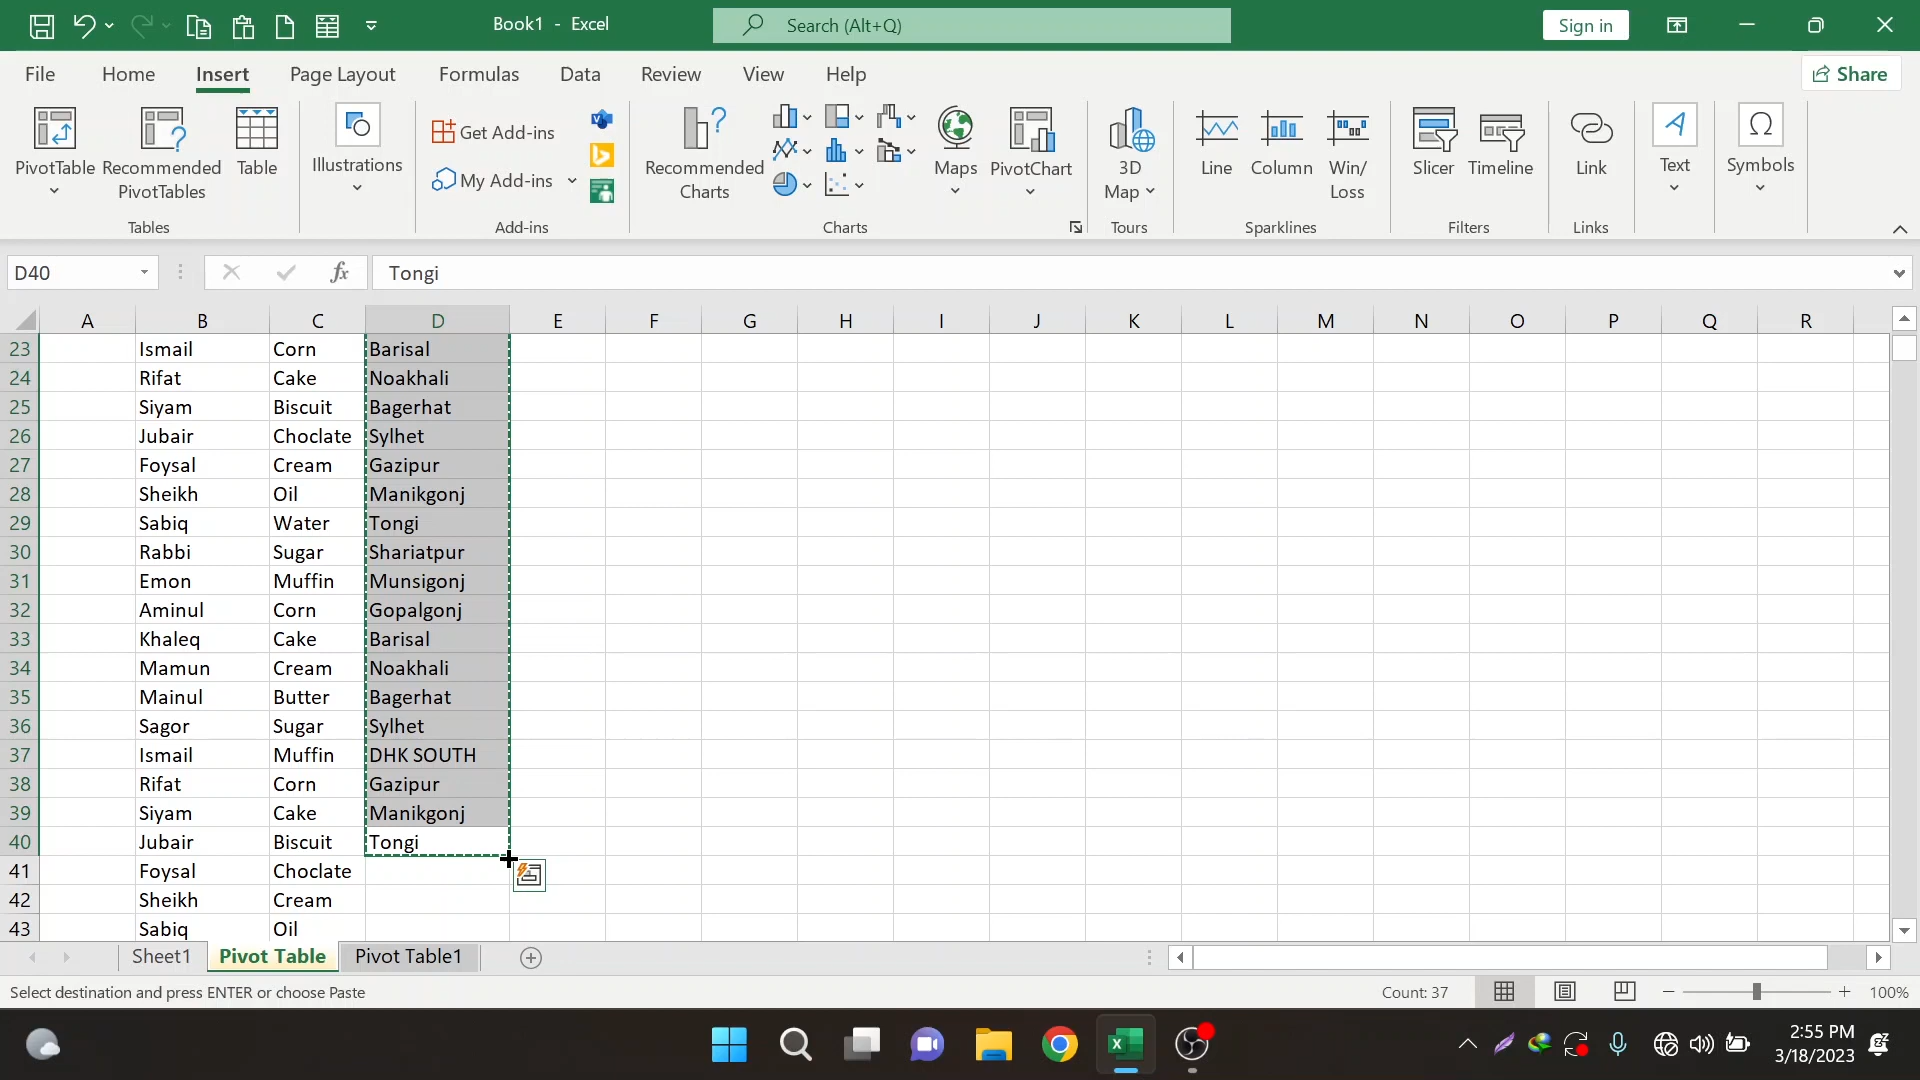 Book1 - Excel
Search (Alt+Q)
Sign in
File Home Insert Page Layout Formulas Data Review View Help
Share
PivotTable
Recommended PivotTables
Table
Illustrations
Get Add-ins
My Add-ins
Recommended Charts
Maps
PivotChart
3D Map
Line
Column
Win/ Loss
Slicer
Timeline
Link
Text
Symbols
Tables Add-ins Charts Tours Sparklines Filters Links
D40 fx Tongi
A B C D E F G H I J K L M N O P Q R
23 Ismail Corn Barisal
24 Rifat Cake Noakhali
25 Siyam Biscuit Bagerhat
26 Jubair Choclate Sylhet
27 Foysal Cream Gazipur
28 Sheikh Oil Manikgonj
29 Sabiq Water Tongi
30 Rabbi Sugar Shariatpur
31 Emon Muffin Munsigonj
32 Aminul Corn Gopalgonj
33 Khaleq Cake Barisal
34 Mamun Cream Noakhali
35 Mainul Butter Bagerhat
36 Sagor Sugar Sylhet
37 Ismail Muffin DHK SOUTH
38 Rifat Corn Gazipur
39 Siyam Cake Manikgonj
40 Jubair Biscuit Tongi
41 Foysal Choclate
42 Sheikh Cream
43 Sabiq Oil
Sheet1 Pivot Table Pivot Table1
Select destination and press ENTER or choose Paste Count: 37 100%
2:55 PM
3/18/2023